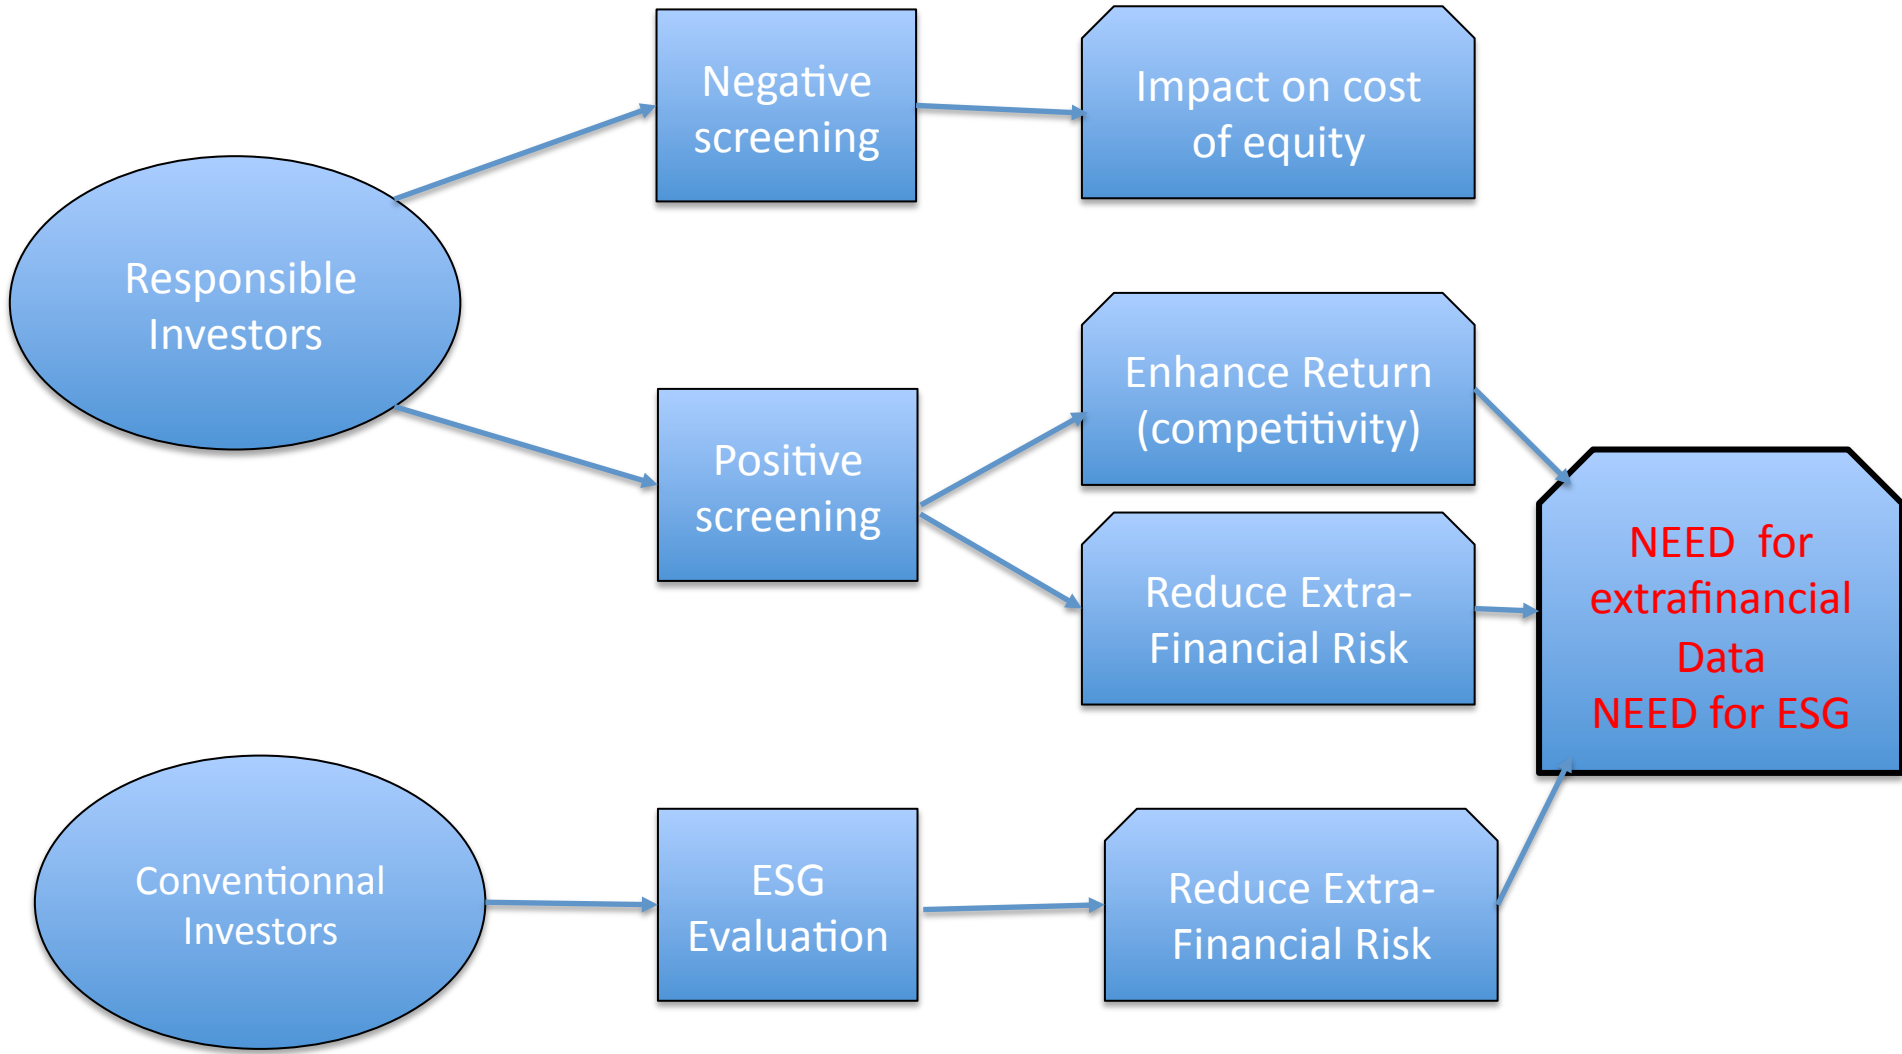 Negative
screening
Impact on cost
of equity
Responsible
Investors
Enhance Return
(competitivity)
Positive
screening
Reduce Extra-
Financial Risk
NEED  for
extrafinancial
Data
NEED for ESG
Conventionnal
Investors
ESG
Evaluation
Reduce Extra-
Financial Risk